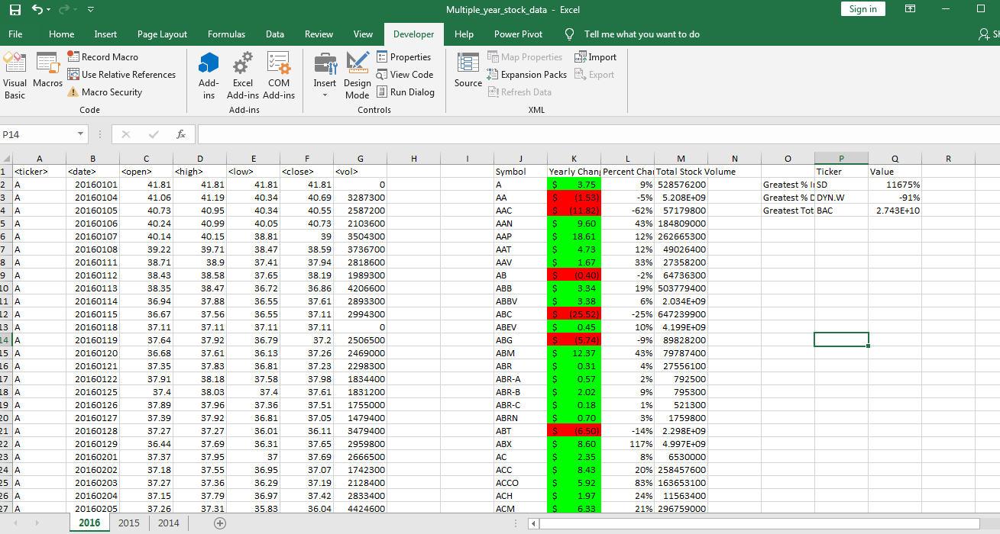 Multiple_year_stock_data - Excel
Sign in
File Home Insert Page Layout Formulas Data Review View Developer Help Power Pivot Tell me what you want to do
Visual Basic
Macros
Record Macro
Use Relative References
Macro Security
Code
Add-ins
Excel Add-ins
COM Add-ins
Add-ins
Insert
Design Mode
Properties
View Code
Run Dialog
Controls
Source
Map Properties
Expansion Packs
Refresh Data
Import
Export
XML
P14 fx
A B C D E F G H I J K L M N O P Q R
1 <ticker> <date> <open> <high> <low> <close> <vol> Symbol Yearly Chang Percent Chan Total Stock Volume Ticker Value
2 A 20160101 41.81 41.81 41.81 41.81 0 A $ 3.75 9% 528576200 Greatest % I SD 11675%
3 A 20160104 41.06 41.19 40.34 40.69 3287300 AA $ (1.53) -5% 5.208E+09 Greatest % D DYN.W -91%
4 A 20160105 40.73 40.95 40.34 40.55 2587200 AAC $ (11.82) -62% 57179800 Greatest Tot BAC 2.743E+10
5 A 20160106 40.24 40.99 40.05 40.73 2103600 AAN $ 9.60 43% 184809000
6 A 20160107 40.14 40.15 38.81 39 3504300 AAP $ 18.61 12% 262665300
7 A 20160108 39.22 39.71 38.47 38.59 3736700 AAT $ 4.73 12% 49026400
8 A 20160111 38.71 38.9 37.41 37.94 2818600 AAV $ 1.67 33% 27358200
9 A 20160112 38.43 38.58 37.65 38.19 1989300 AB $ (0.40) -2% 64736300
10 A 20160113 38.35 38.47 36.72 36.86 4206600 ABB $ 3.34 19% 503779400
11 A 20160114 36.94 37.88 36.55 37.61 2893300 ABBV $ 3.38 6% 2.034E+09
12 A 20160115 36.67 37.56 36.55 37.11 2994300 ABC $ (25.52) -25% 647239900
13 A 20160118 37.11 37.11 37.11 37.11 0 ABEV $ 0.45 10% 4.199E+09
14 A 20160119 37.64 37.92 36.79 37.2 2506500 ABG $ (5.74) -9% 89828200
15 A 20160120 36.68 37.61 36.13 37.26 2469000 ABM $ 12.37 43% 79787400
16 A 20160121 37.35 37.83 36.81 37.23 2298300 ABR $ 0.31 4% 27556100
17 A 20160122 37.91 38.18 37.58 37.98 1834400 ABR-A $ 0.57 2% 792500
18 A 20160125 37.4 38.03 37.4 37.61 1831200 ABR-B $ 2.02 9% 795300
19 A 20160126 37.89 37.96 37.36 37.51 1755000 ABR-C $ 0.18 1% 521300
20 A 20160127 37.39 37.92 36.81 37.05 1479400 ABRN $ 0.70 3% 1759800
21 A 20160128 37.27 37.27 36.01 36.11 3479400 ABT $ (6.50) -14% 2.298E+09
22 A 20160129 36.44 37.69 36.31 37.65 2959800 ABX $ 8.60 117% 4.997E+09
23 A 20160201 37.37 37.95 37 37.69 2666500 AC $ 2.35 8% 6530000
24 A 20160202 37.18 37.55 36.95 37.07 1742300 ACC $ 8.43 20% 258457600
25 A 20160203 37.27 37.36 36.29 37.19 2128400 ACCO $ 5.92 83% 163653100
26 A 20160204 37.15 37.79 36.97 37.42 2833400 ACH $ 1.97 24% 11563400
27 A 20160205 37.26 37.31 35.83 36.04 4424600 ACM $ 6.33 21% 296759000
2016 2015 2014